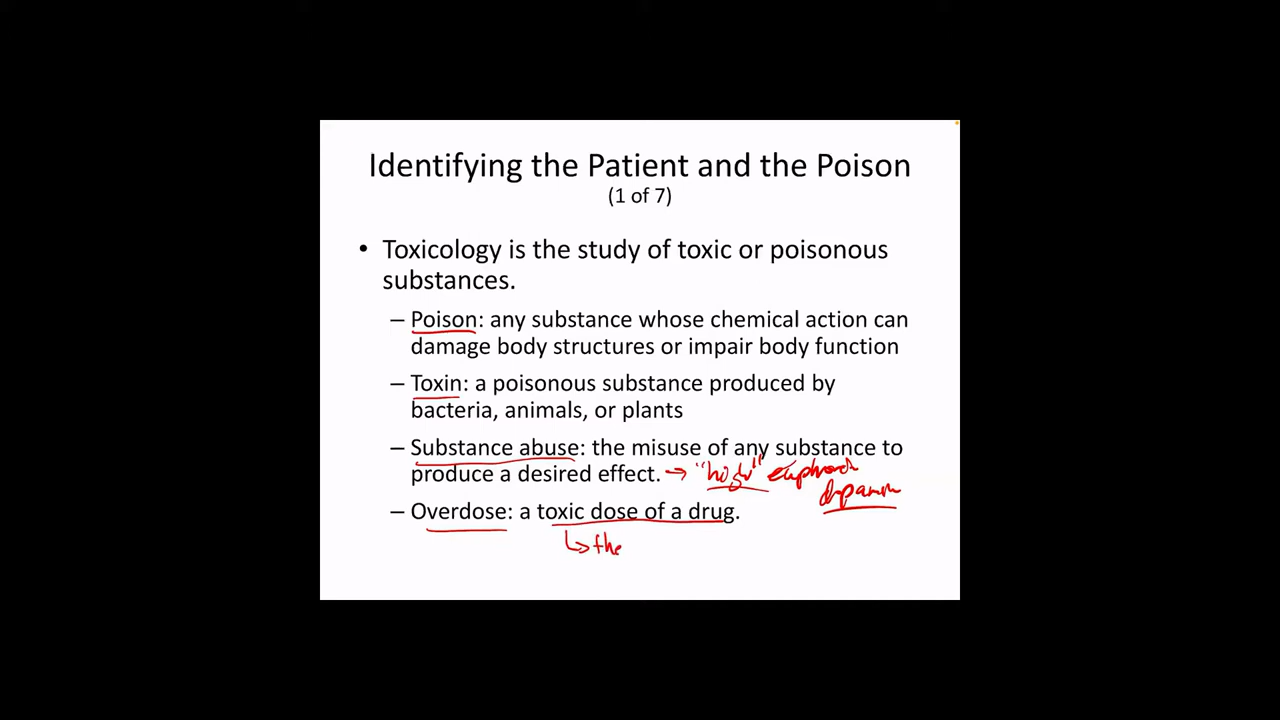 Identifying the Patient and the Poison
(1 of 7)
• Toxicology is the study of toxic or poisonous
substances.
– Poison: any substance whose chemical action can
damage body structures or impair body function
– Toxin: a poisonous substance produced by
bacteria, animals, or plants
– Substance abuse: the misuse of any substance to
produce a desired effect. → "high"
– Overdose: a toxic dose of a drug.
↳ the